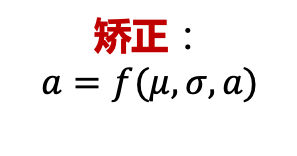 矫正：
a = f(μ, σ, a)